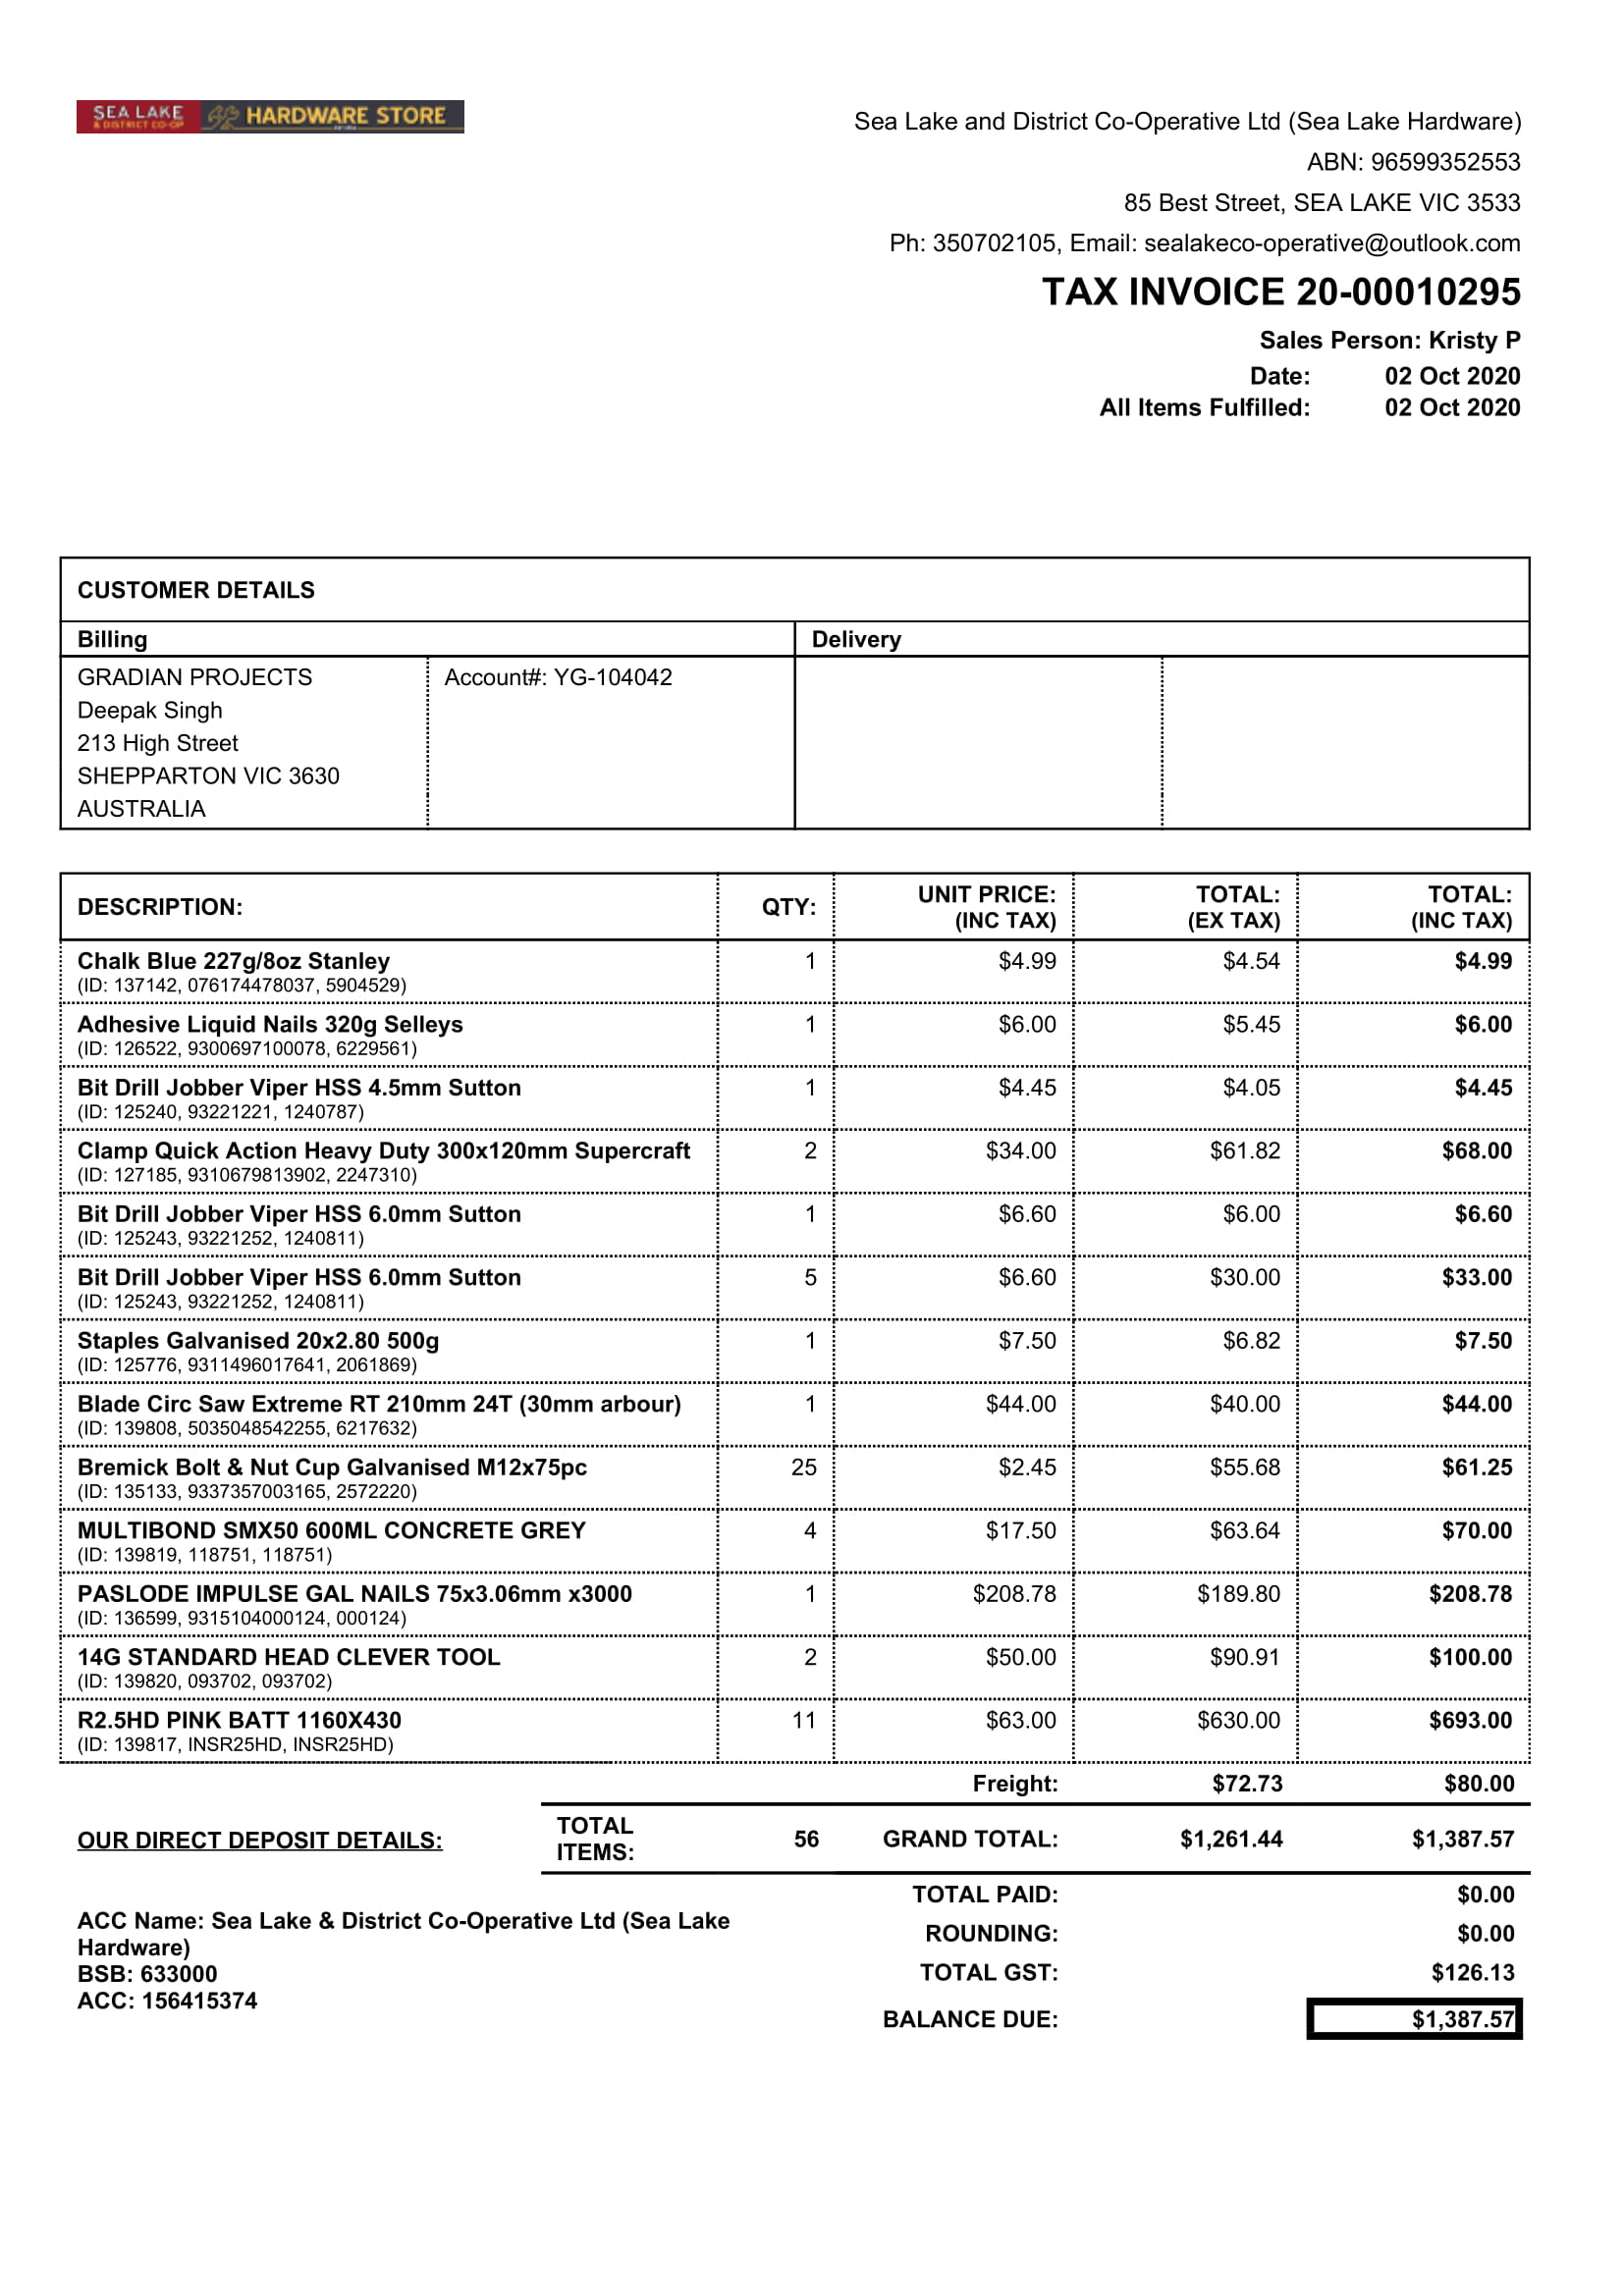 SEA LAKE
& DISTRICT CO-OP
HARDWARE STORE
Sea Lake and District Co-Operative Ltd (Sea Lake Hardware)
ABN: 96599352553
85 Best Street, SEA LAKE VIC 3533
Ph: 350702105, Email: sealakeco-operative@outlook.com
TAX INVOICE 20-00010295
Sales Person: Kristy P
Date: 02 Oct 2020
All Items Fulfilled: 02 Oct 2020
CUSTOMER DETAILS
Billing Delivery
GRADIAN PROJECTS Account#: YG-104042
Deepak Singh
213 High Street
SHEPPARTON VIC 3630
AUSTRALIA
DESCRIPTION: QTY: UNIT PRICE: (INC TAX) TOTAL: (EX TAX) TOTAL: (INC TAX)
Chalk Blue 227g/8oz Stanley 1 $4.99 $4.54 $4.99
(ID: 137142, 076174478037, 5904529)
Adhesive Liquid Nails 320g Selleys 1 $6.00 $5.45 $6.00
(ID: 126522, 9300697100078, 6229561)
Bit Drill Jobber Viper HSS 4.5mm Sutton 1 $4.45 $4.05 $4.45
(ID: 125240, 93221221, 1240787)
Clamp Quick Action Heavy Duty 300x120mm Supercraft 2 $34.00 $61.82 $68.00
(ID: 127185, 9310679813902, 2247310)
Bit Drill Jobber Viper HSS 6.0mm Sutton 1 $6.60 $6.00 $6.60
(ID: 125243, 93221252, 1240811)
Bit Drill Jobber Viper HSS 6.0mm Sutton 5 $6.60 $30.00 $33.00
(ID: 125243, 93221252, 1240811)
Staples Galvanised 20x2.80 500g 1 $7.50 $6.82 $7.50
(ID: 125776, 9311496017641, 2061869)
Blade Circ Saw Extreme RT 210mm 24T (30mm arbour) 1 $44.00 $40.00 $44.00
(ID: 139808, 5035048542255, 6217632)
Bremick Bolt & Nut Cup Galvanised M12x75pc 25 $2.45 $55.68 $61.25
(ID: 135133, 9337357003165, 2572220)
MULTIBOND SMX50 600ML CONCRETE GREY 4 $17.50 $63.64 $70.00
(ID: 139819, 118751, 118751)
PASLODE IMPULSE GAL NAILS 75x3.06mm x3000 1 $208.78 $189.80 $208.78
(ID: 136599, 9315104000124, 000124)
14G STANDARD HEAD CLEVER TOOL 2 $50.00 $90.91 $100.00
(ID: 139820, 093702, 093702)
R2.5HD PINK BATT 1160X430 11 $63.00 $630.00 $693.00
(ID: 139817, INSR25HD, INSR25HD)
Freight: $72.73 $80.00
OUR DIRECT DEPOSIT DETAILS: TOTAL ITEMS: 56 GRAND TOTAL: $1,261.44 $1,387.57
TOTAL PAID: $0.00
ACC Name: Sea Lake & District Co-Operative Ltd (Sea Lake
Hardware)
ROUNDING: $0.00
BSB: 633000
TOTAL GST: $126.13
ACC: 156415374
BALANCE DUE: $1,387.57